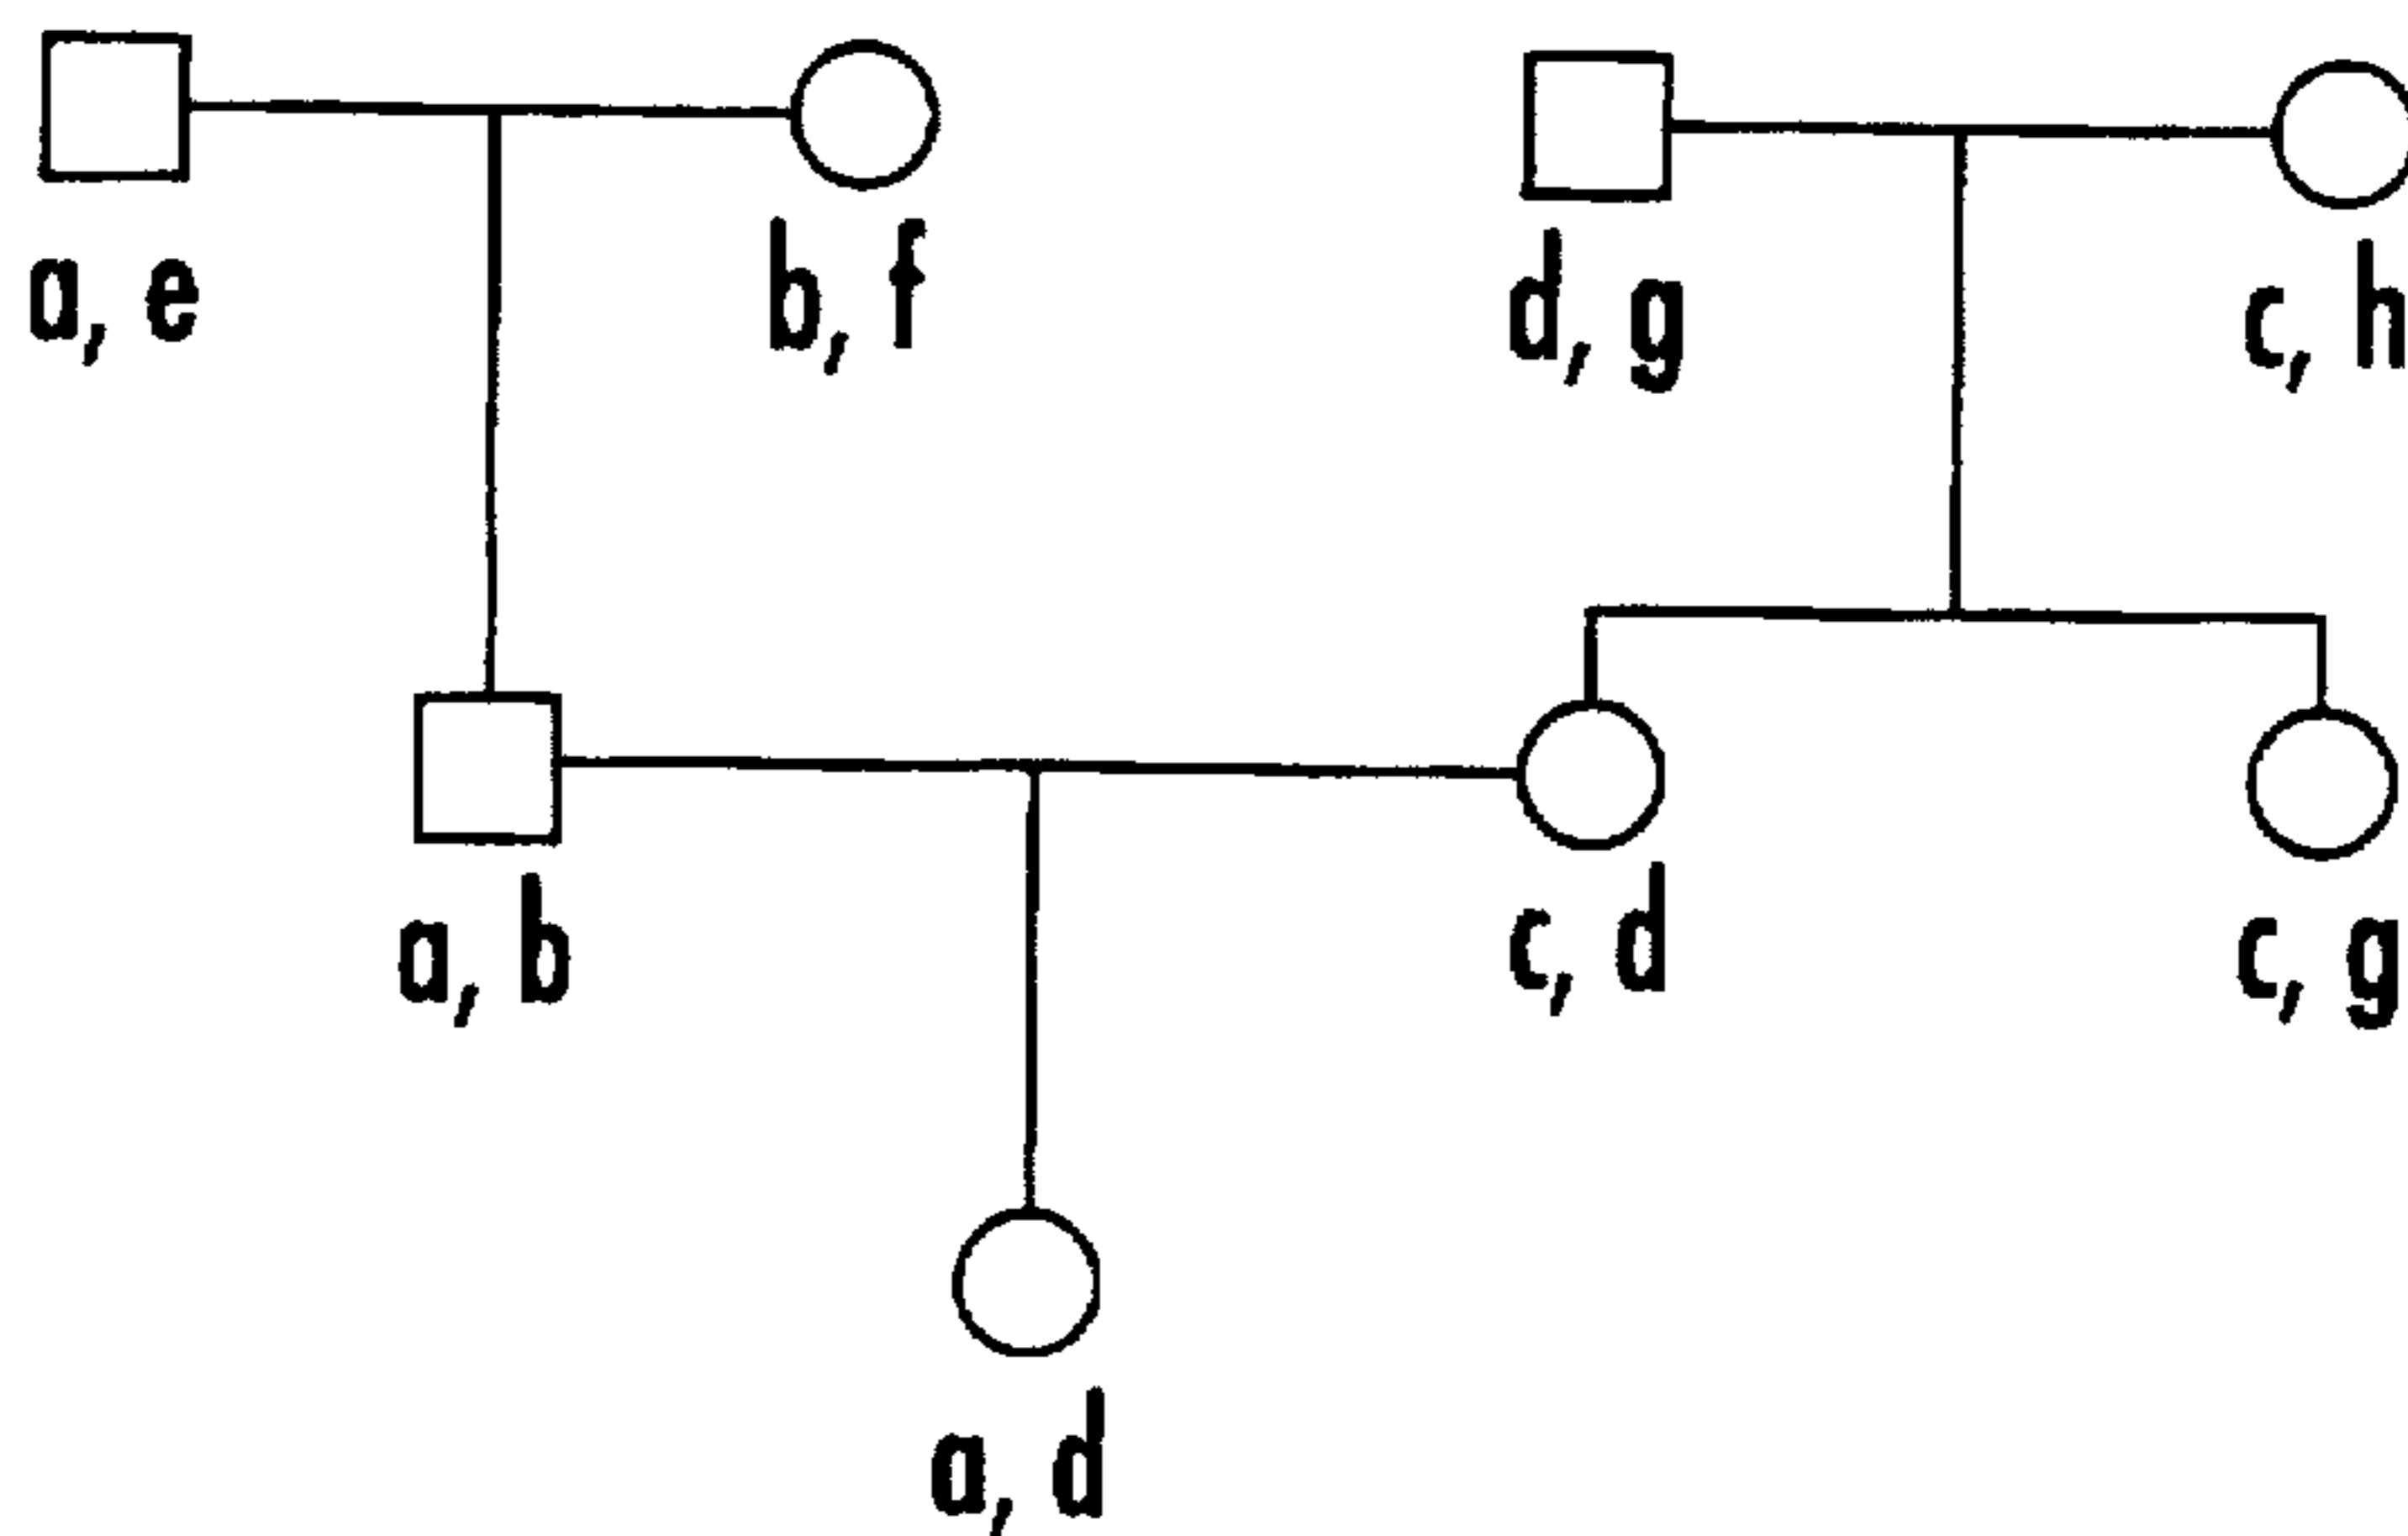 a, e b, f d, g c, h
a, b c, d c, g
a, d